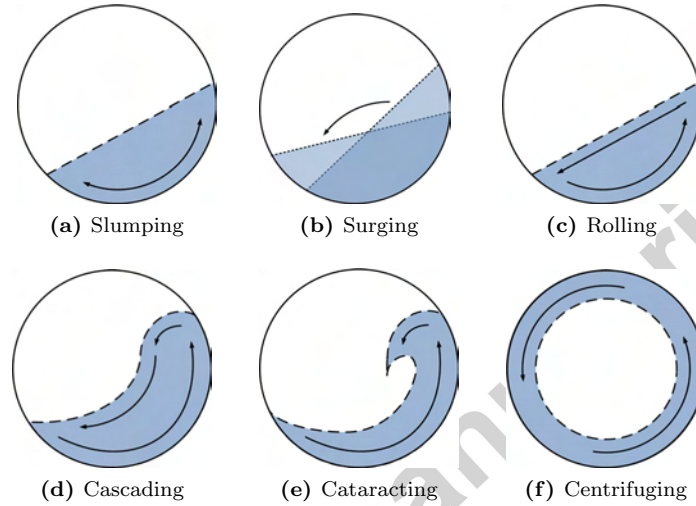 (a) Slumping
(b) Surging
(c) Rolling
(d) Cascading
(e) Cataracting
(f) Centrifuging